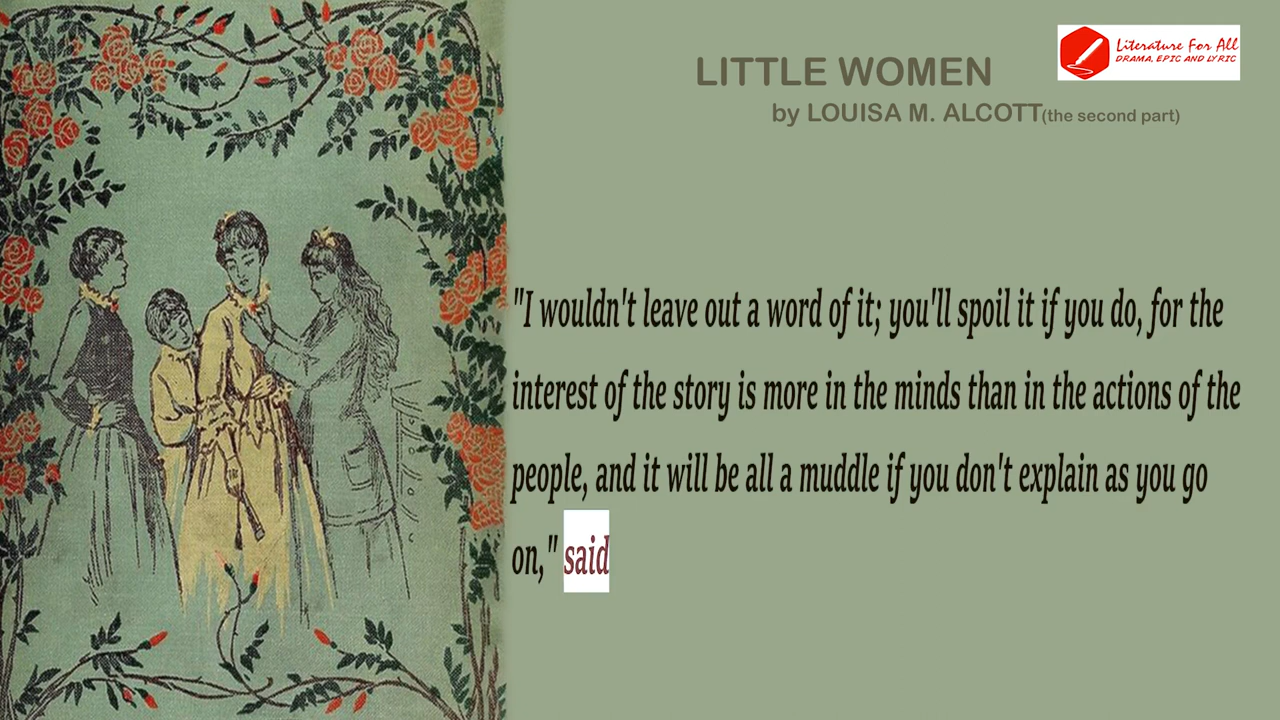 LITTLE WOMEN
by LOUISA M. ALCOTT(the second part)
Literature For All
DRAMA, EPIC AND LYRIC
"I wouldn't leave out a word of it; you'll spoil it if you do, for the
interest of the story is more in the minds than in the actions of the
people, and it will be all a muddle if you don't explain as you go
on," said